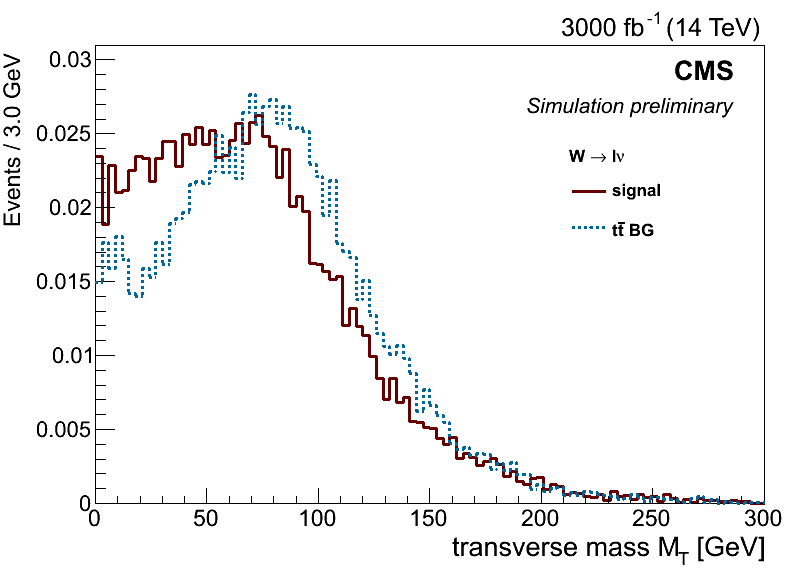 3000 fb⁻¹ (14 TeV)
CMS
Simulation preliminary
W → lν
signal
tt̄ BG
Events / 3.0 GeV
0.03
0.025
0.02
0.015
0.01
0.005
0
0 50 100 150 200 250 300
transverse mass M_T [GeV]